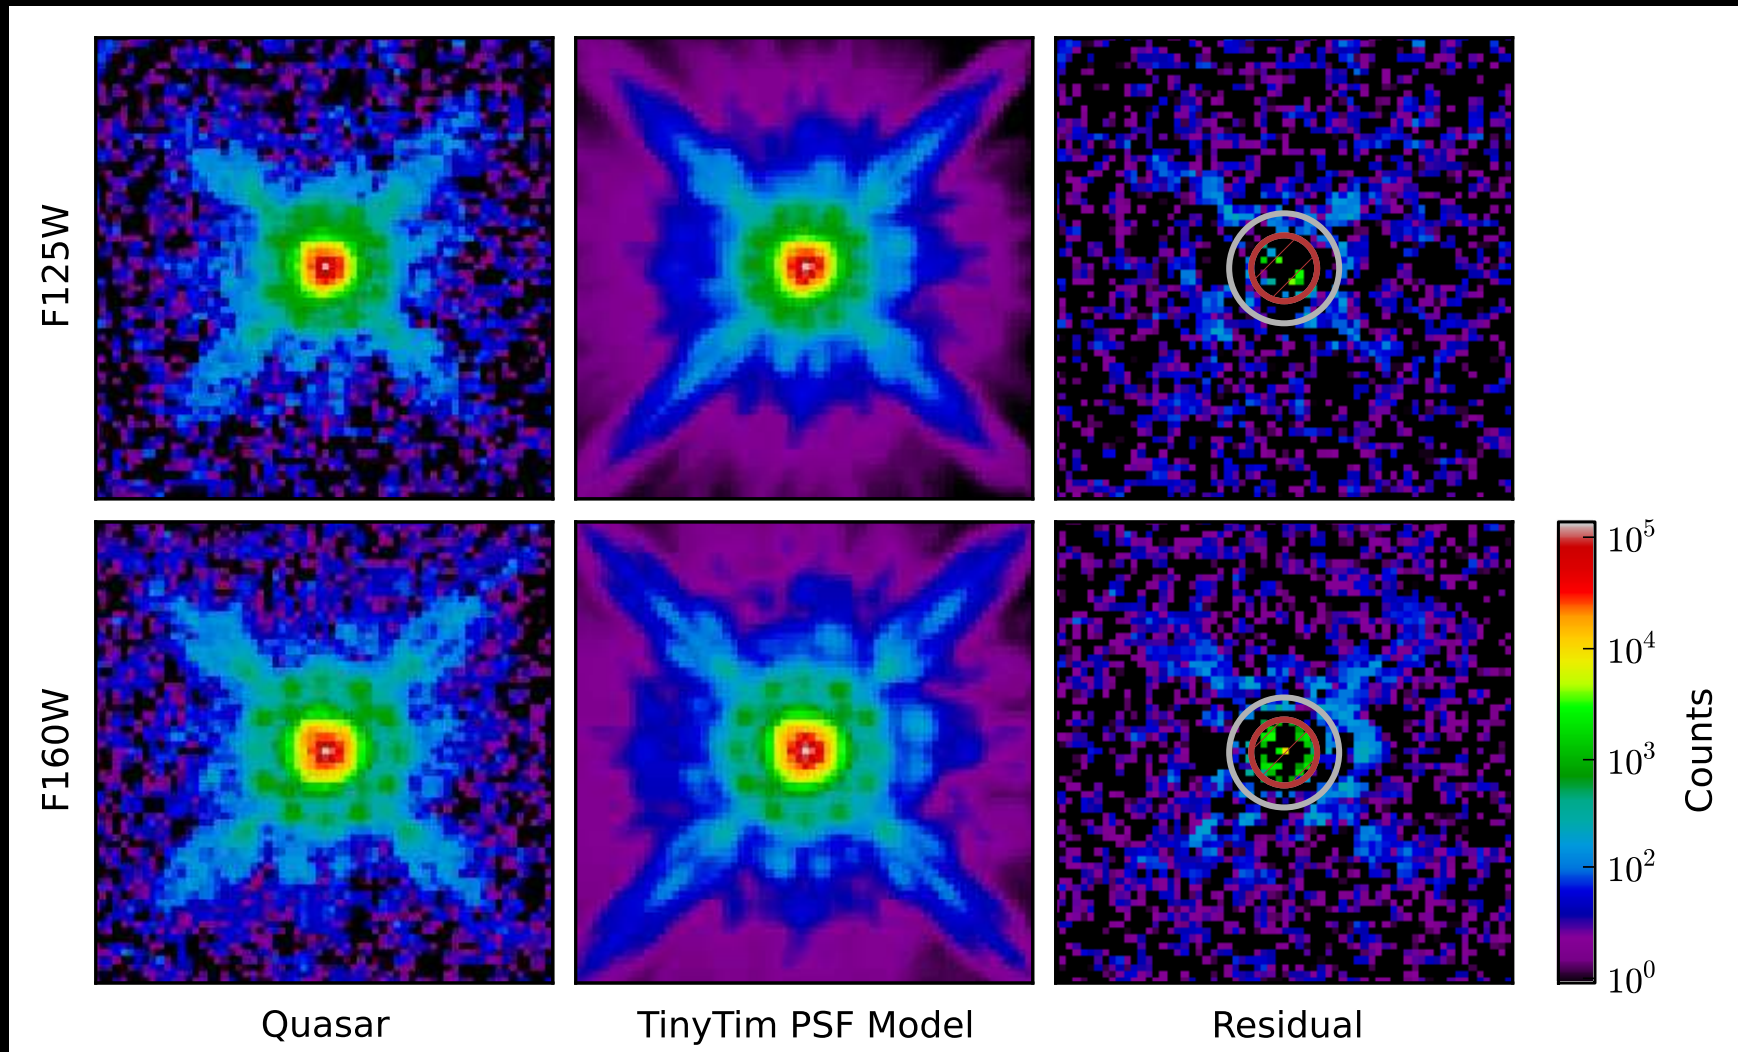 F125W
F160W
10^5
10^4
10^3
10^2
10^0
Counts
Quasar
TinyTim PSF Model
Residual